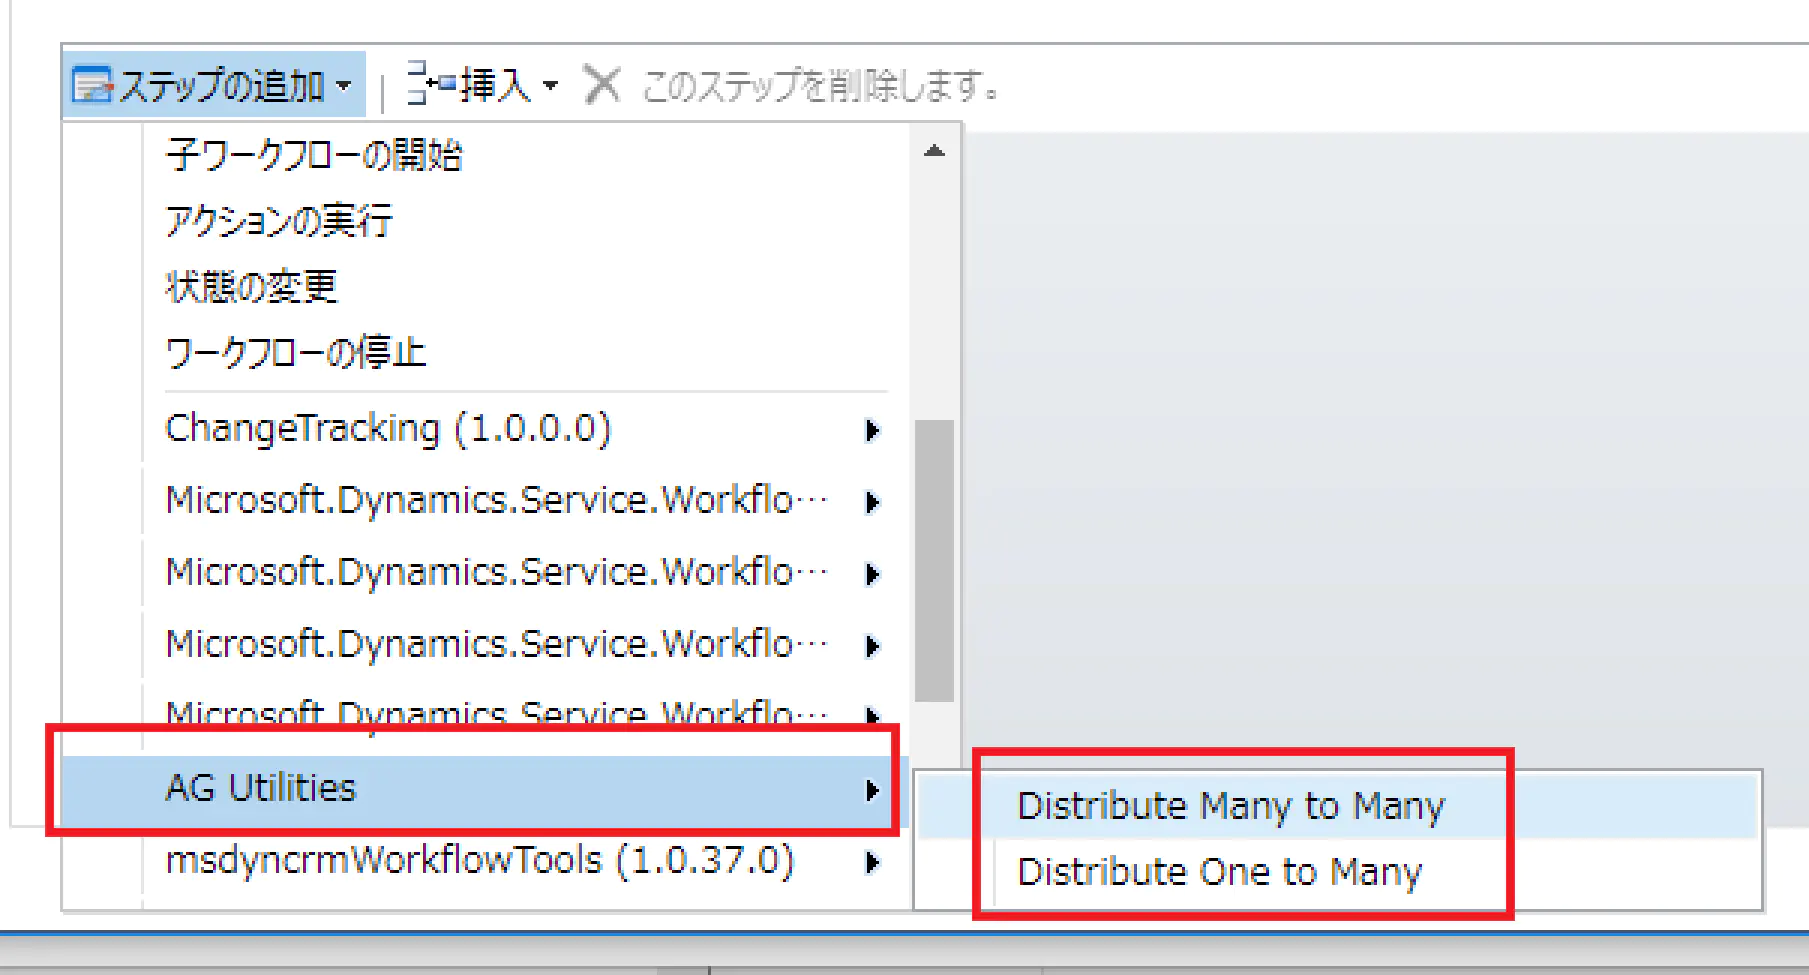 ステップの追加 挿入 このステップを削除します。
子ワークフローの開始
アクションの実行
状態の変更
ワークフローの停止
ChangeTracking (1.0.0.0)
Microsoft.Dynamics.Service.Workflo…
Microsoft.Dynamics.Service.Workflo…
Microsoft.Dynamics.Service.Workflo…
Microsoft.Dynamics.Service.Workflo…
AG Utilities
Distribute Many to Many
msdyncrmWorkflowTools (1.0.37.0)
Distribute One to Many